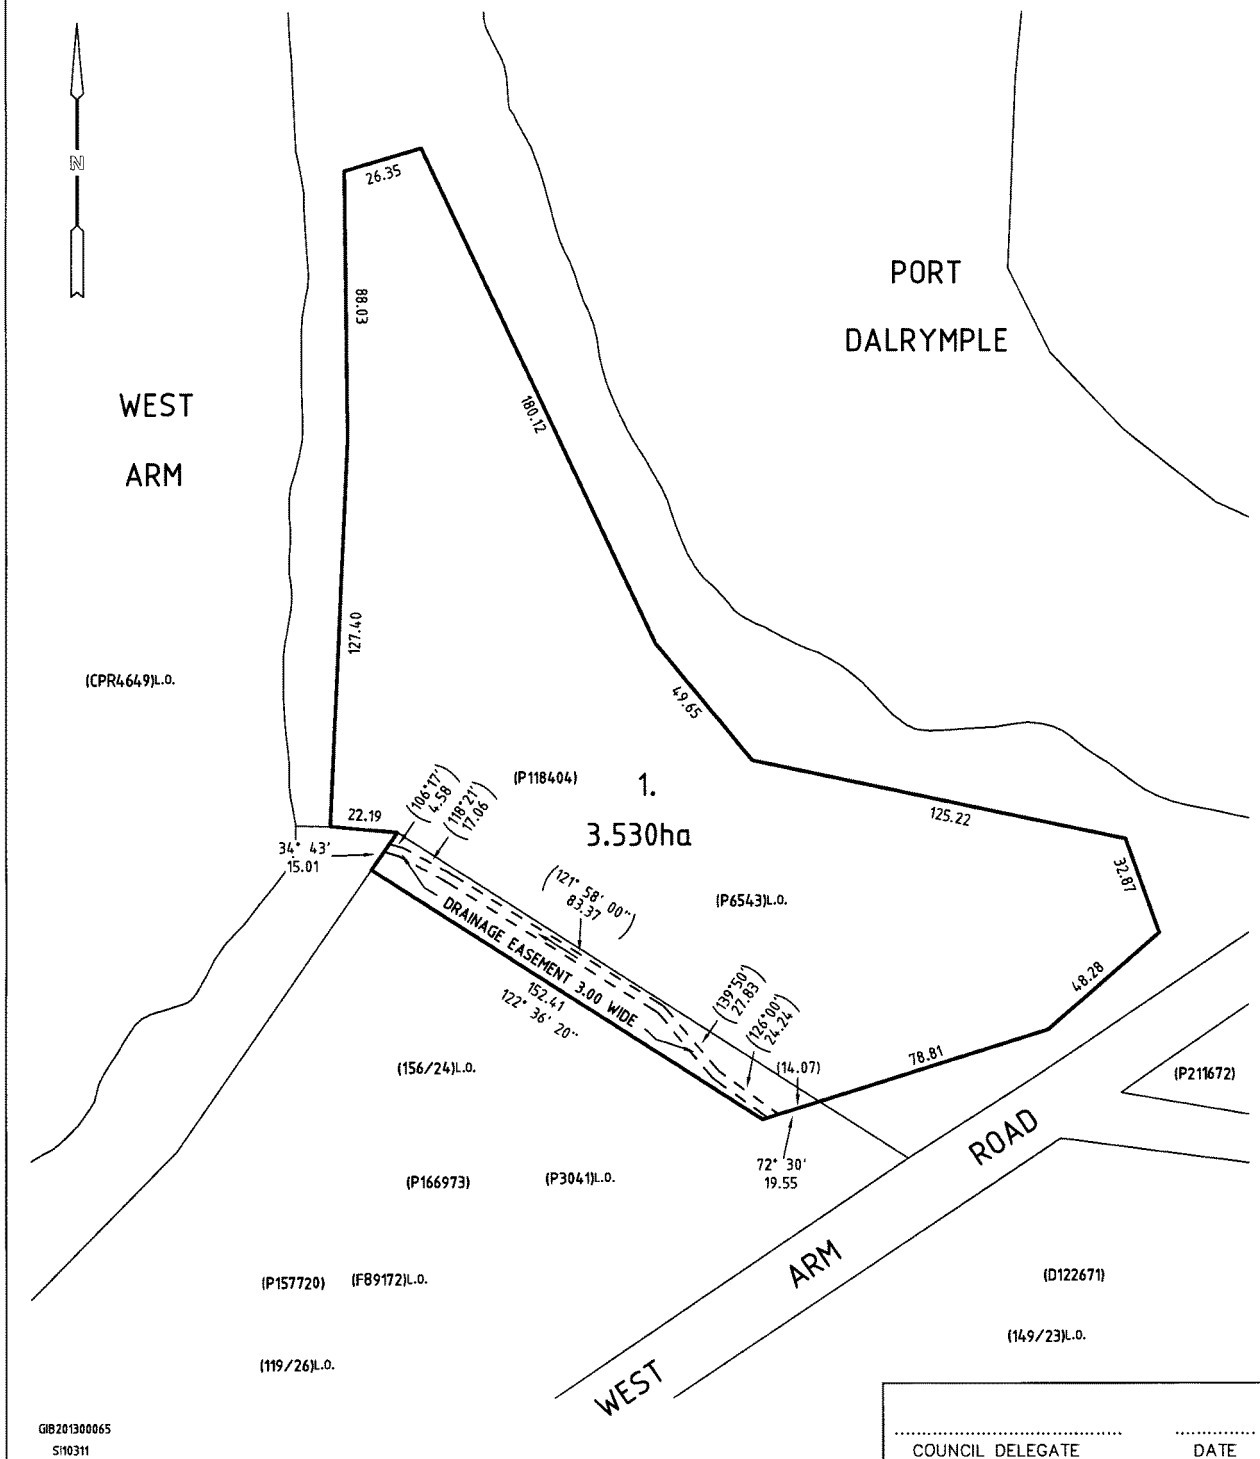 N
26.35
88.03
180.12
PORT
DALRYMPLE
WEST
ARM
127.40
(CPR4649)L.O.
49.65
(P118404)
1.
3.530ha
125.22
32.87
22.19
(106°17'
4.58)
(118°21'
17.06)
34° 43'
15.01
(121° 58' 00"
83.37)
(P6543)L.O.
DRAINAGE EASEMENT 3.00 WIDE
152.41
122° 36' 20"
(139°50'
27.83)
(126°00'
24.24)
(14.07)
48.28
78.81
72° 30'
19.55
(156/24)L.O.
(P211672)
(P166973)
(P3041)L.O.
WEST ARM ROAD
(P157720)
(F89172)L.O.
(D122671)
(149/23)L.O.
(119/26)L.O.
GIB201300065
S110311
COUNCIL DELEGATE
DATE